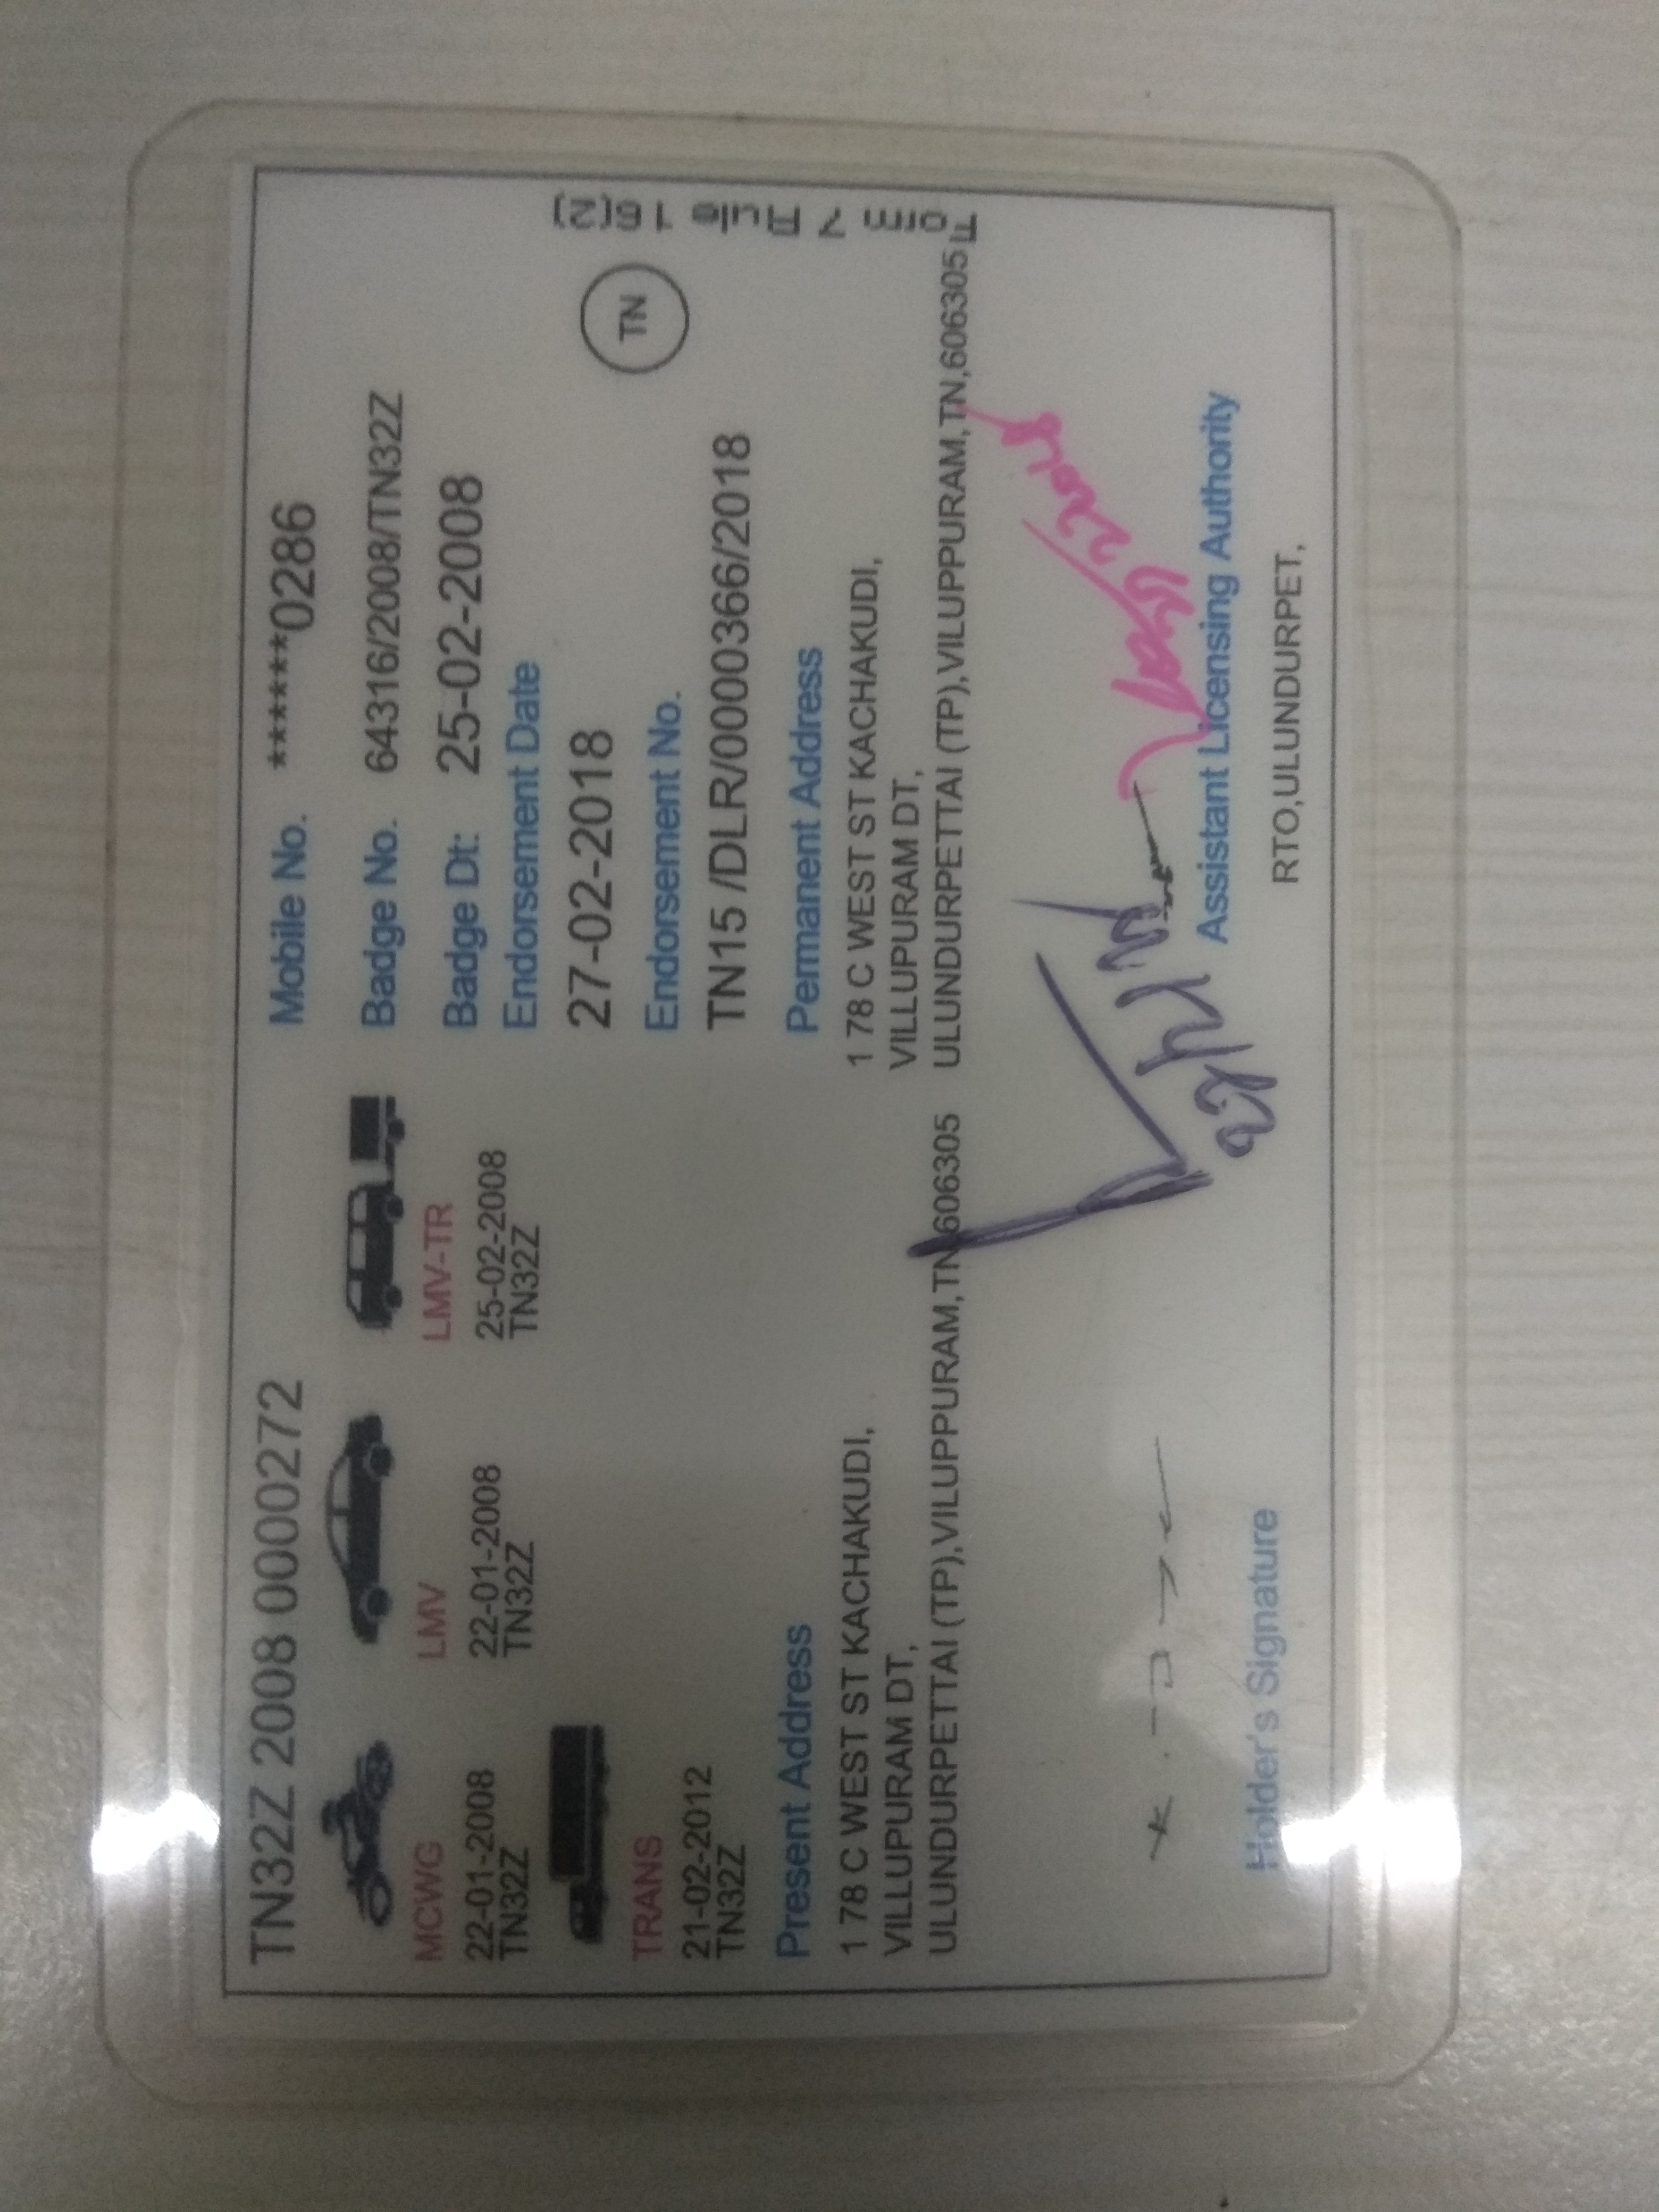 TN32Z 2008 0000272
MCWG
22-01-2008
TN32Z
LMV
22-01-2008
TN32Z
LMV-TR
25-02-2008
TN32Z
TRANS
21-02-2012
TN32Z
Mobile No. ******0286
Badge No. 64316/2008/TN32Z
Badge Dt: 25-02-2008
Endorsement Date
27-02-2018
Endorsement No.
TN15 /DLR/0000366/2018
TN
Form 7 Rule 16(2)
Present Address
1 78 C WEST ST KACHAKUDI,
VILLUPURAM DT,
ULUNDURPETTAI (TP),VILUPPURAM,TN,606305
Permanent Address
1 78 C WEST ST KACHAKUDI,
VILLUPURAM DT,
ULUNDURPETTAI (TP),VILUPPURAM,TN,606305
Holder's Signature
Assistant Licensing Authority
RTO,ULUNDURPET,